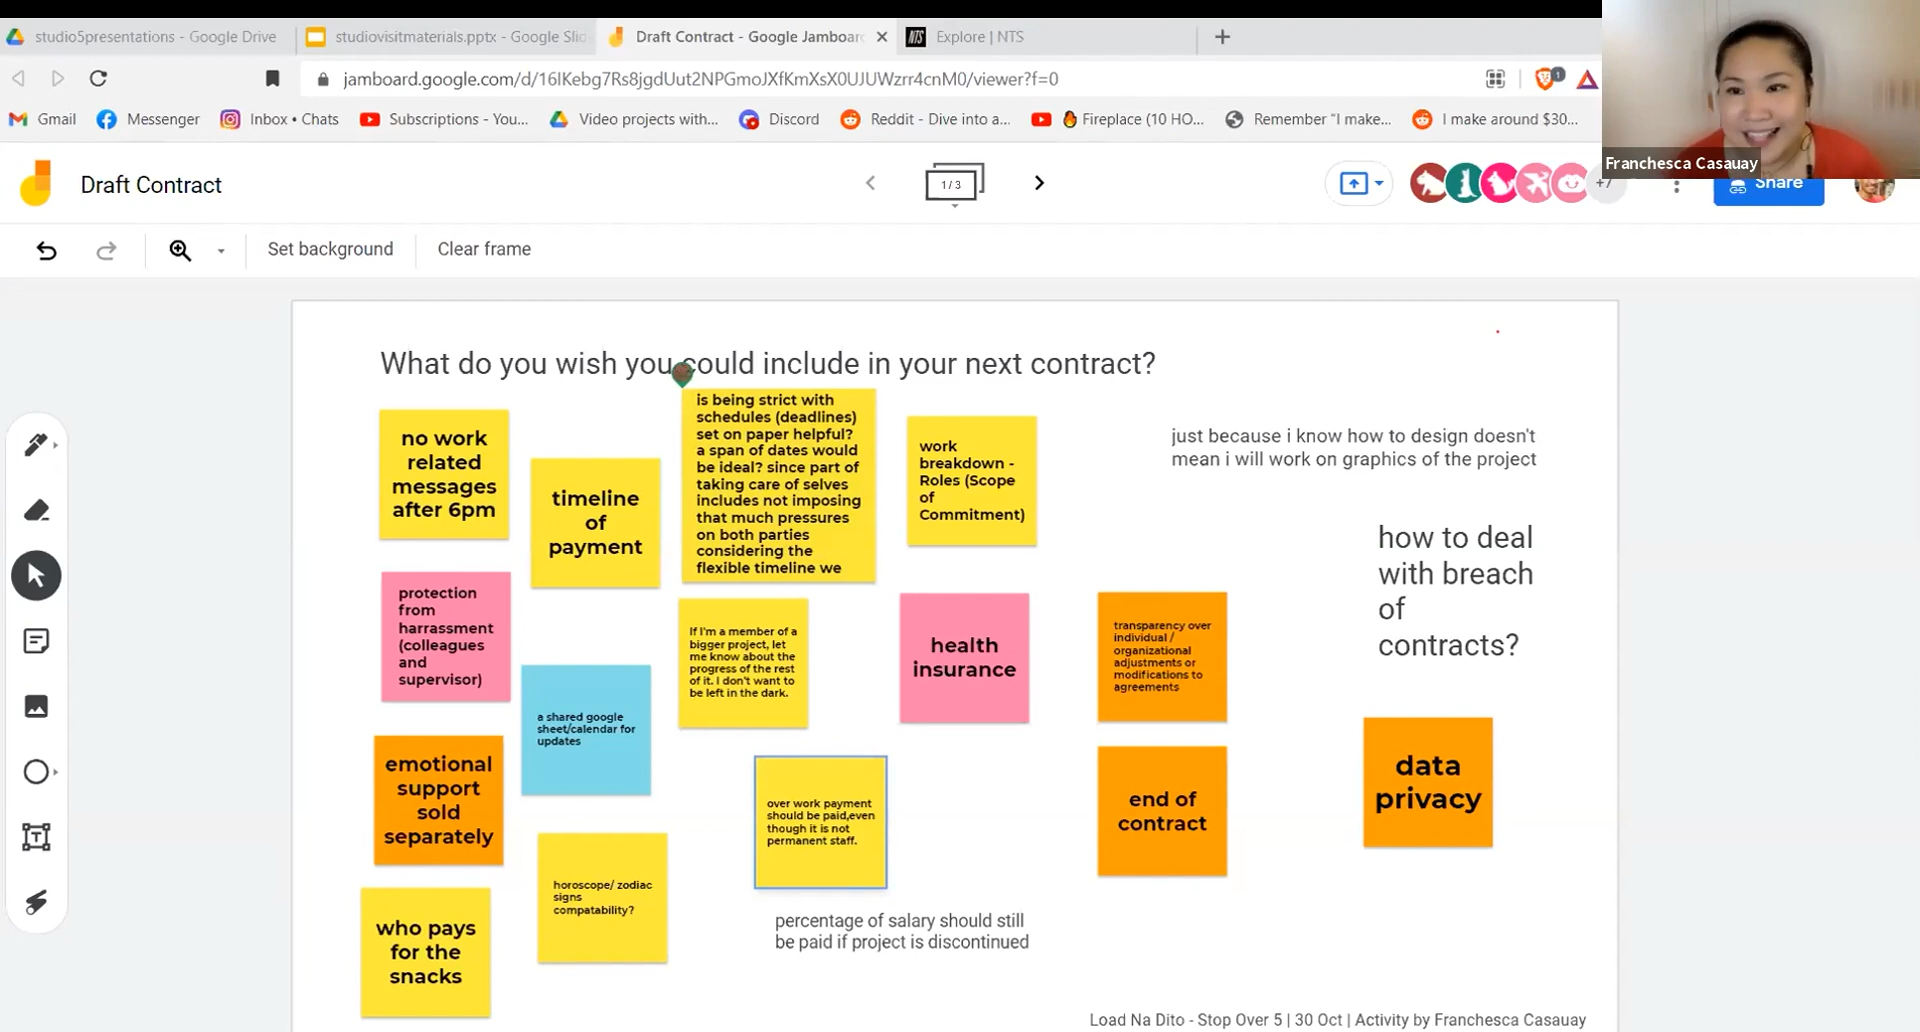 studio5presentations - Google Drive
studiovisitmaterials.pptx - Google Slid
Draft Contract - Google Jamboard
NTS
Explore | NTS
jamboard.google.com/d/16IKebg7Rs8jgdUut2NPGmoJXfKmXsX0UJUWzrr4cnM0/viewer?f=0
1
Gmail
Messenger
Inbox • Chats
Subscriptions - You...
Video projects with...
Discord
Reddit - Dive into a...
Fireplace (10 HO...
Remember “I make...
I make around $30...
Franchesca Casauay
Draft Contract
1 / 3
+7
Share
Set background
Clear frame
What do you wish you could include in your next contract?
no work
related
messages
after 6pm
timeline
of
payment
is being strict with
schedules (deadlines)
set on paper helpful?
a span of dates would
be ideal? since part of
taking care of selves
includes not imposing
that much pressures
on both parties
considering the
flexible timeline we
work
breakdown -
Roles (Scope
of
Commitment)
just because i know how to design doesn't
mean i will work on graphics of the project
how to deal
with breach
of
contracts?
protection
from
harrassment
(colleagues
and
supervisor)
a shared google
sheet/calendar for
updates
If I'm a member of a
bigger project, let
me know about the
progress of the rest
of it. I don't want to
be left in the dark.
health
insurance
transparency over
individual /
organizational
adjustments or
modifications to
agreements
emotional
support
sold
separately
horoscope/ zodiac
signs
compatability?
over work payment
should be paid,even
though it is not
permanent staff.
end of
contract
data
privacy
who pays
for the
snacks
percentage of salary should still
be paid if project is discontinued
Load Na Dito - Stop Over 5 | 30 Oct | Activity by Franchesca Casauay